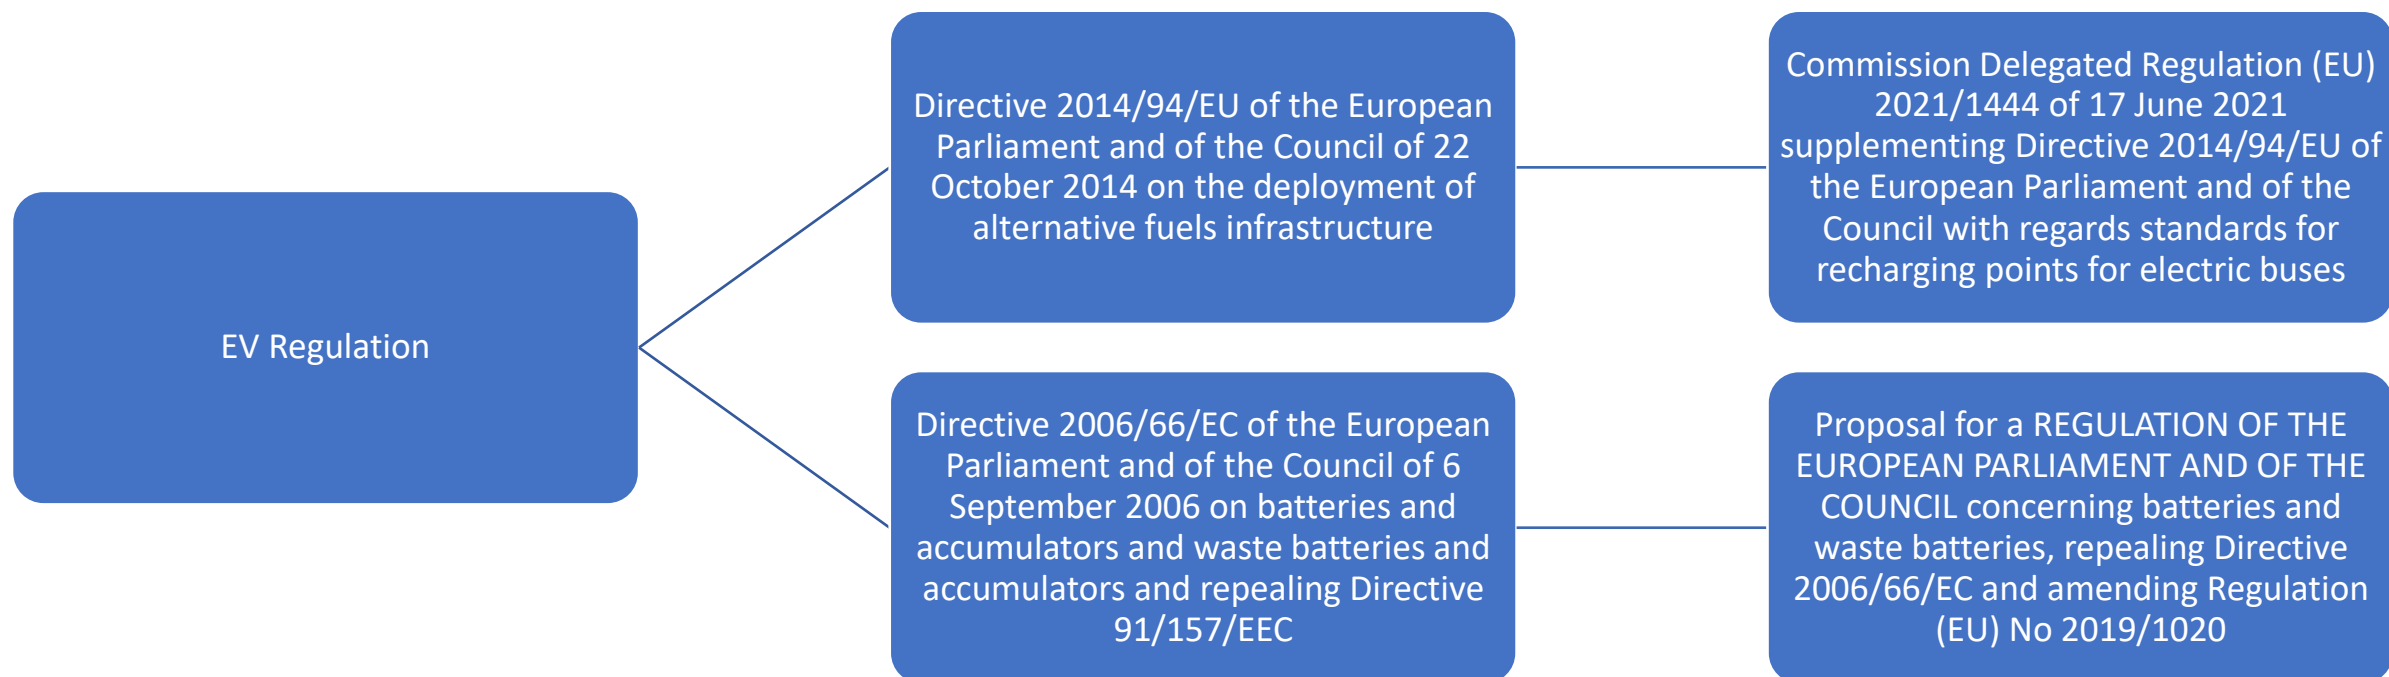 EV Regulation
Directive 2014/94/EU of the European
Parliament and of the Council of 22
October 2014 on the deployment of
alternative fuels infrastructure
Commission Delegated Regulation (EU)
2021/1444 of 17 June 2021
supplementing Directive 2014/94/EU of
the European Parliament and of the
Council with regards standards for
recharging points for electric buses
Directive 2006/66/EC of the European
Parliament and of the Council of 6
September 2006 on batteries and
accumulators and waste batteries and
accumulators and repealing Directive
91/157/EEC
Proposal for a REGULATION OF THE
EUROPEAN PARLIAMENT AND OF THE
COUNCIL concerning batteries and
waste batteries, repealing Directive
2006/66/EC and amending Regulation
(EU) No 2019/1020